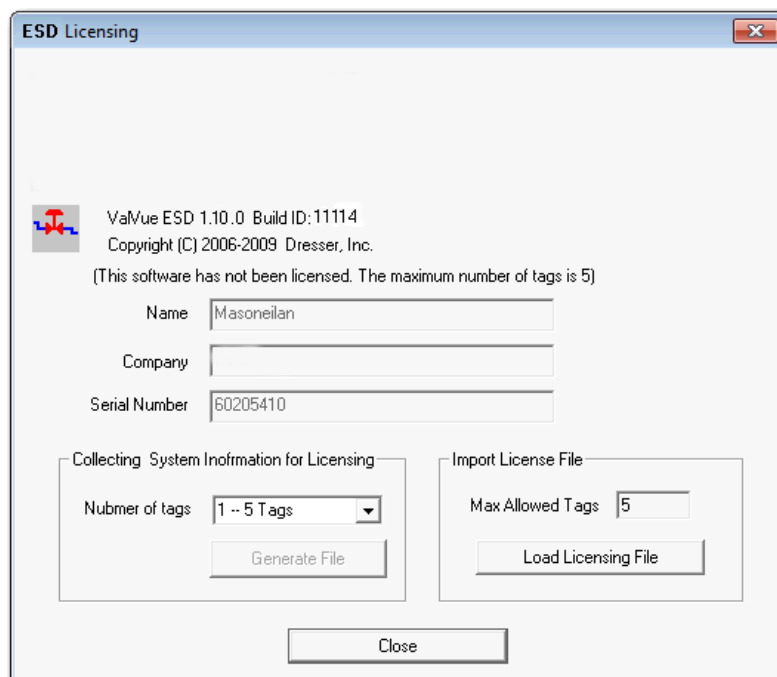 ESD Licensing
ValVue ESD 1.10.0 Build ID: 11114
Copyright (C) 2006-2009 Dresser, Inc.
(This software has not been licensed. The maximum number of tags is 5)
Name Masoneilan
Company
Serial Number 60205410
Collecting System Inofrmation for Licensing
Nubmer of tags 1 -- 5 Tags
Generate File
Import License File
Max Allowed Tags 5
Load Licensing File
Close